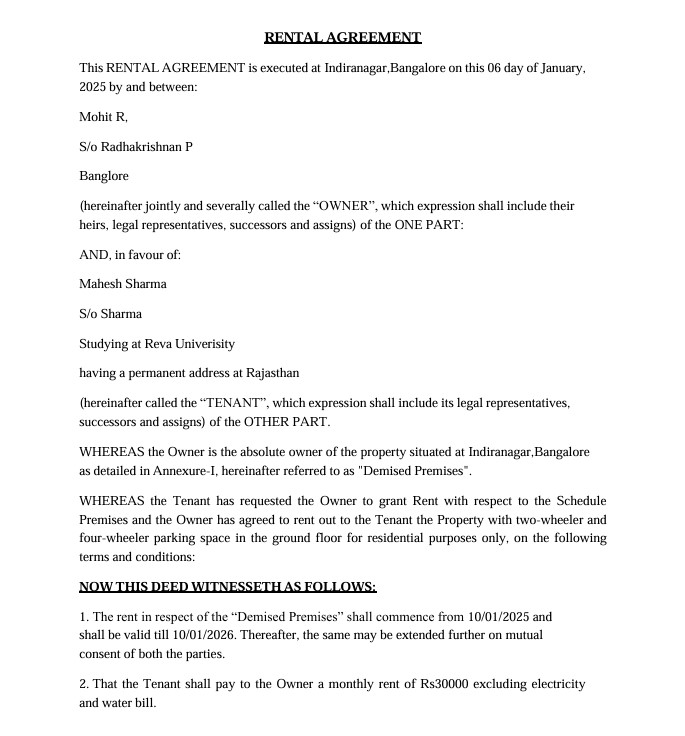 RENTAL AGREEMENT
This RENTAL AGREEMENT is executed at Indiranagar,Bangalore on this 06 day of January,
2025 by and between:
Mohit R,
S/o Radhakrishnan P
Banglore
(hereinafter jointly and severally called the “OWNER”, which expression shall include their
heirs, legal representatives, successors and assigns) of the ONE PART:
AND, in favour of:
Mahesh Sharma
S/o Sharma
Studying at Reva Univerisity
having a permanent address at Rajasthan
(hereinafter called the “TENANT”, which expression shall include its legal representatives,
successors and assigns) of the OTHER PART.
WHEREAS the Owner is the absolute owner of the property situated at Indiranagar,Bangalore
as detailed in Annexure-I, hereinafter referred to as "Demised Premises".
WHEREAS the Tenant has requested the Owner to grant Rent with respect to the Schedule
Premises and the Owner has agreed to rent out to the Tenant the Property with two-wheeler and
four-wheeler parking space in the ground floor for residential purposes only, on the following
terms and conditions:
NOW THIS DEED WITNESSETH AS FOLLOWS:
1. The rent in respect of the “Demised Premises” shall commence from 10/01/2025 and
shall be valid till 10/01/2026. Thereafter, the same may be extended further on mutual
consent of both the parties.
2. That the Tenant shall pay to the Owner a monthly rent of Rs30000 excluding electricity
and water bill.